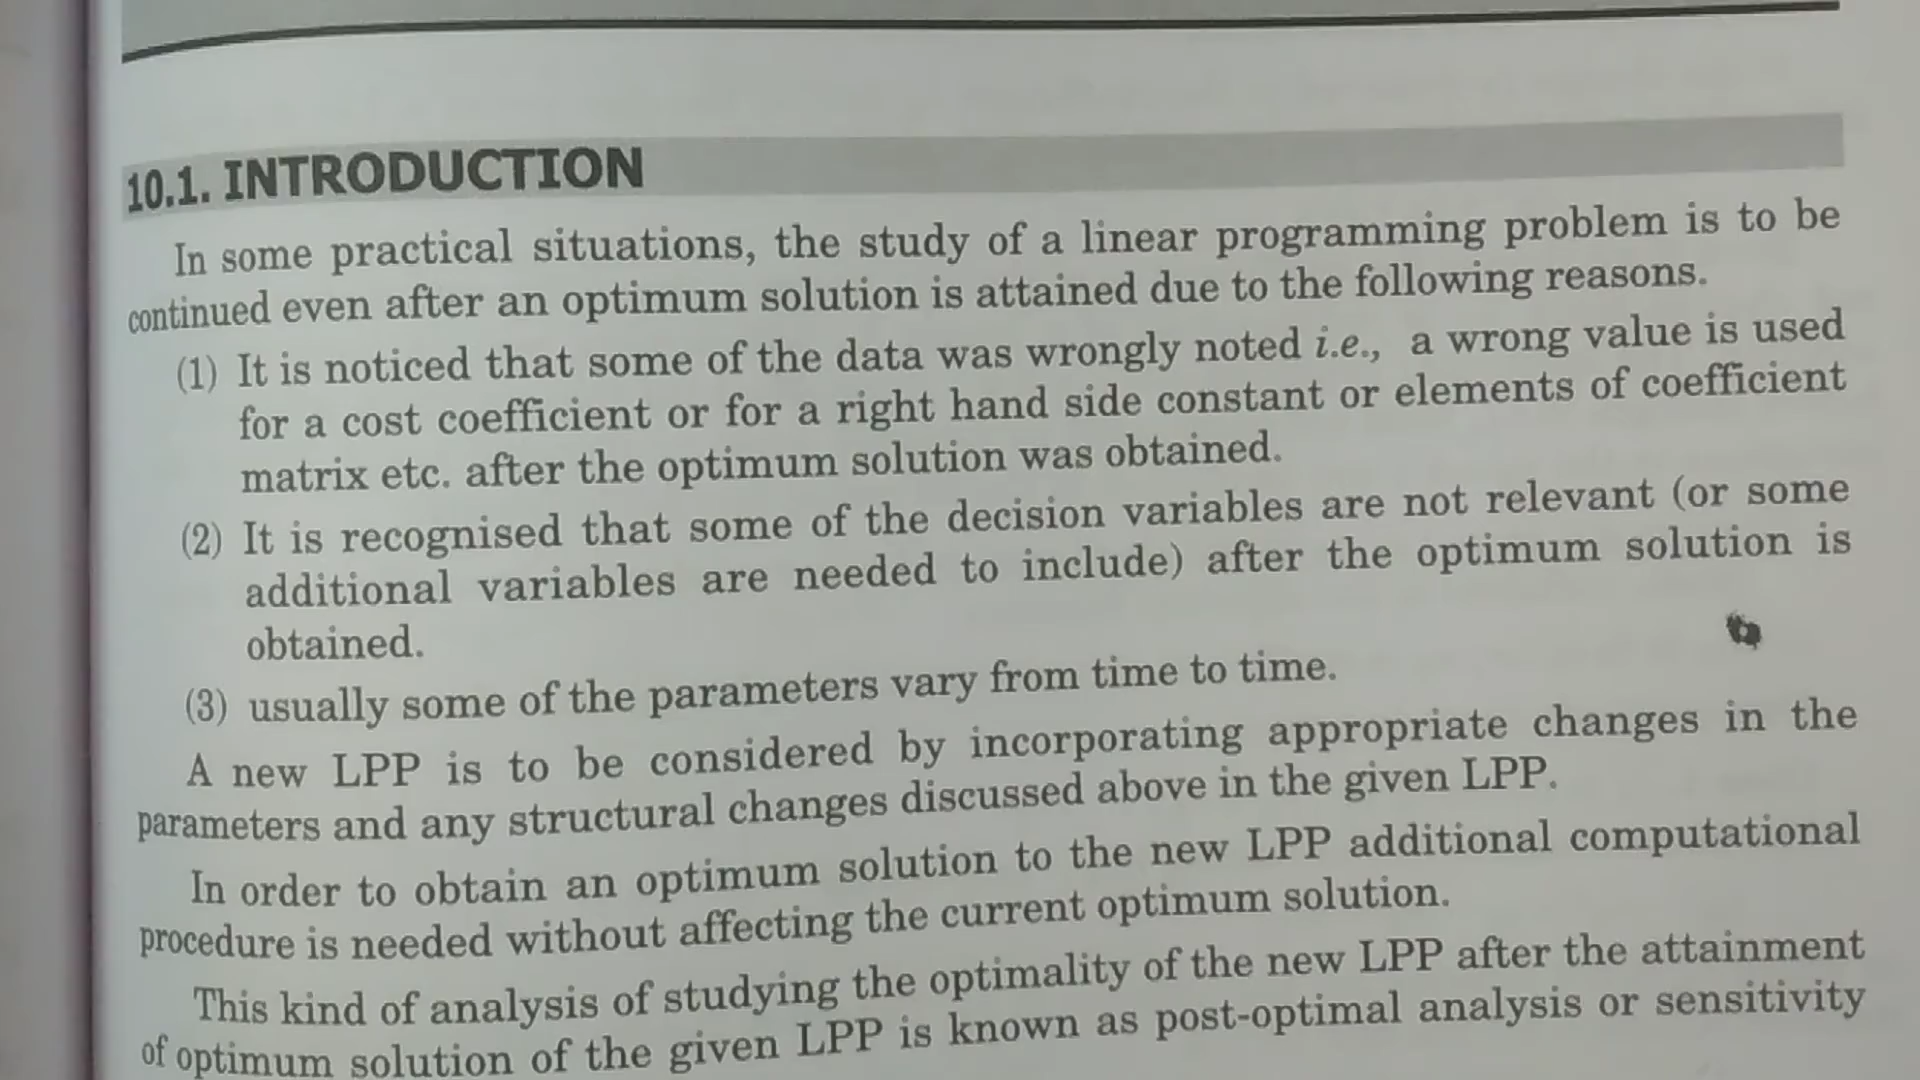 10.1. INTRODUCTION
In some practical situations, the study of a linear programming problem is to be
continued even after an optimum solution is attained due to the following reasons.
(1) It is noticed that some of the data was wrongly noted i.e., a wrong value is used
for a cost coefficient or for a right hand side constant or elements of coefficient
matrix etc. after the optimum solution was obtained.
(2) It is recognised that some of the decision variables are not relevant (or some
additional variables are needed to include) after the optimum solution is
obtained.
(3) usually some of the parameters vary from time to time.
A new LPP is to be considered by incorporating appropriate changes in the
parameters and any structural changes discussed above in the given LPP.
In order to obtain an optimum solution to the new LPP additional computational
procedure is needed without affecting the current optimum solution.
This kind of analysis of studying the optimality of the new LPP after the attainment
of optimum solution of the given LPP is known as post-optimal analysis or sensitivity